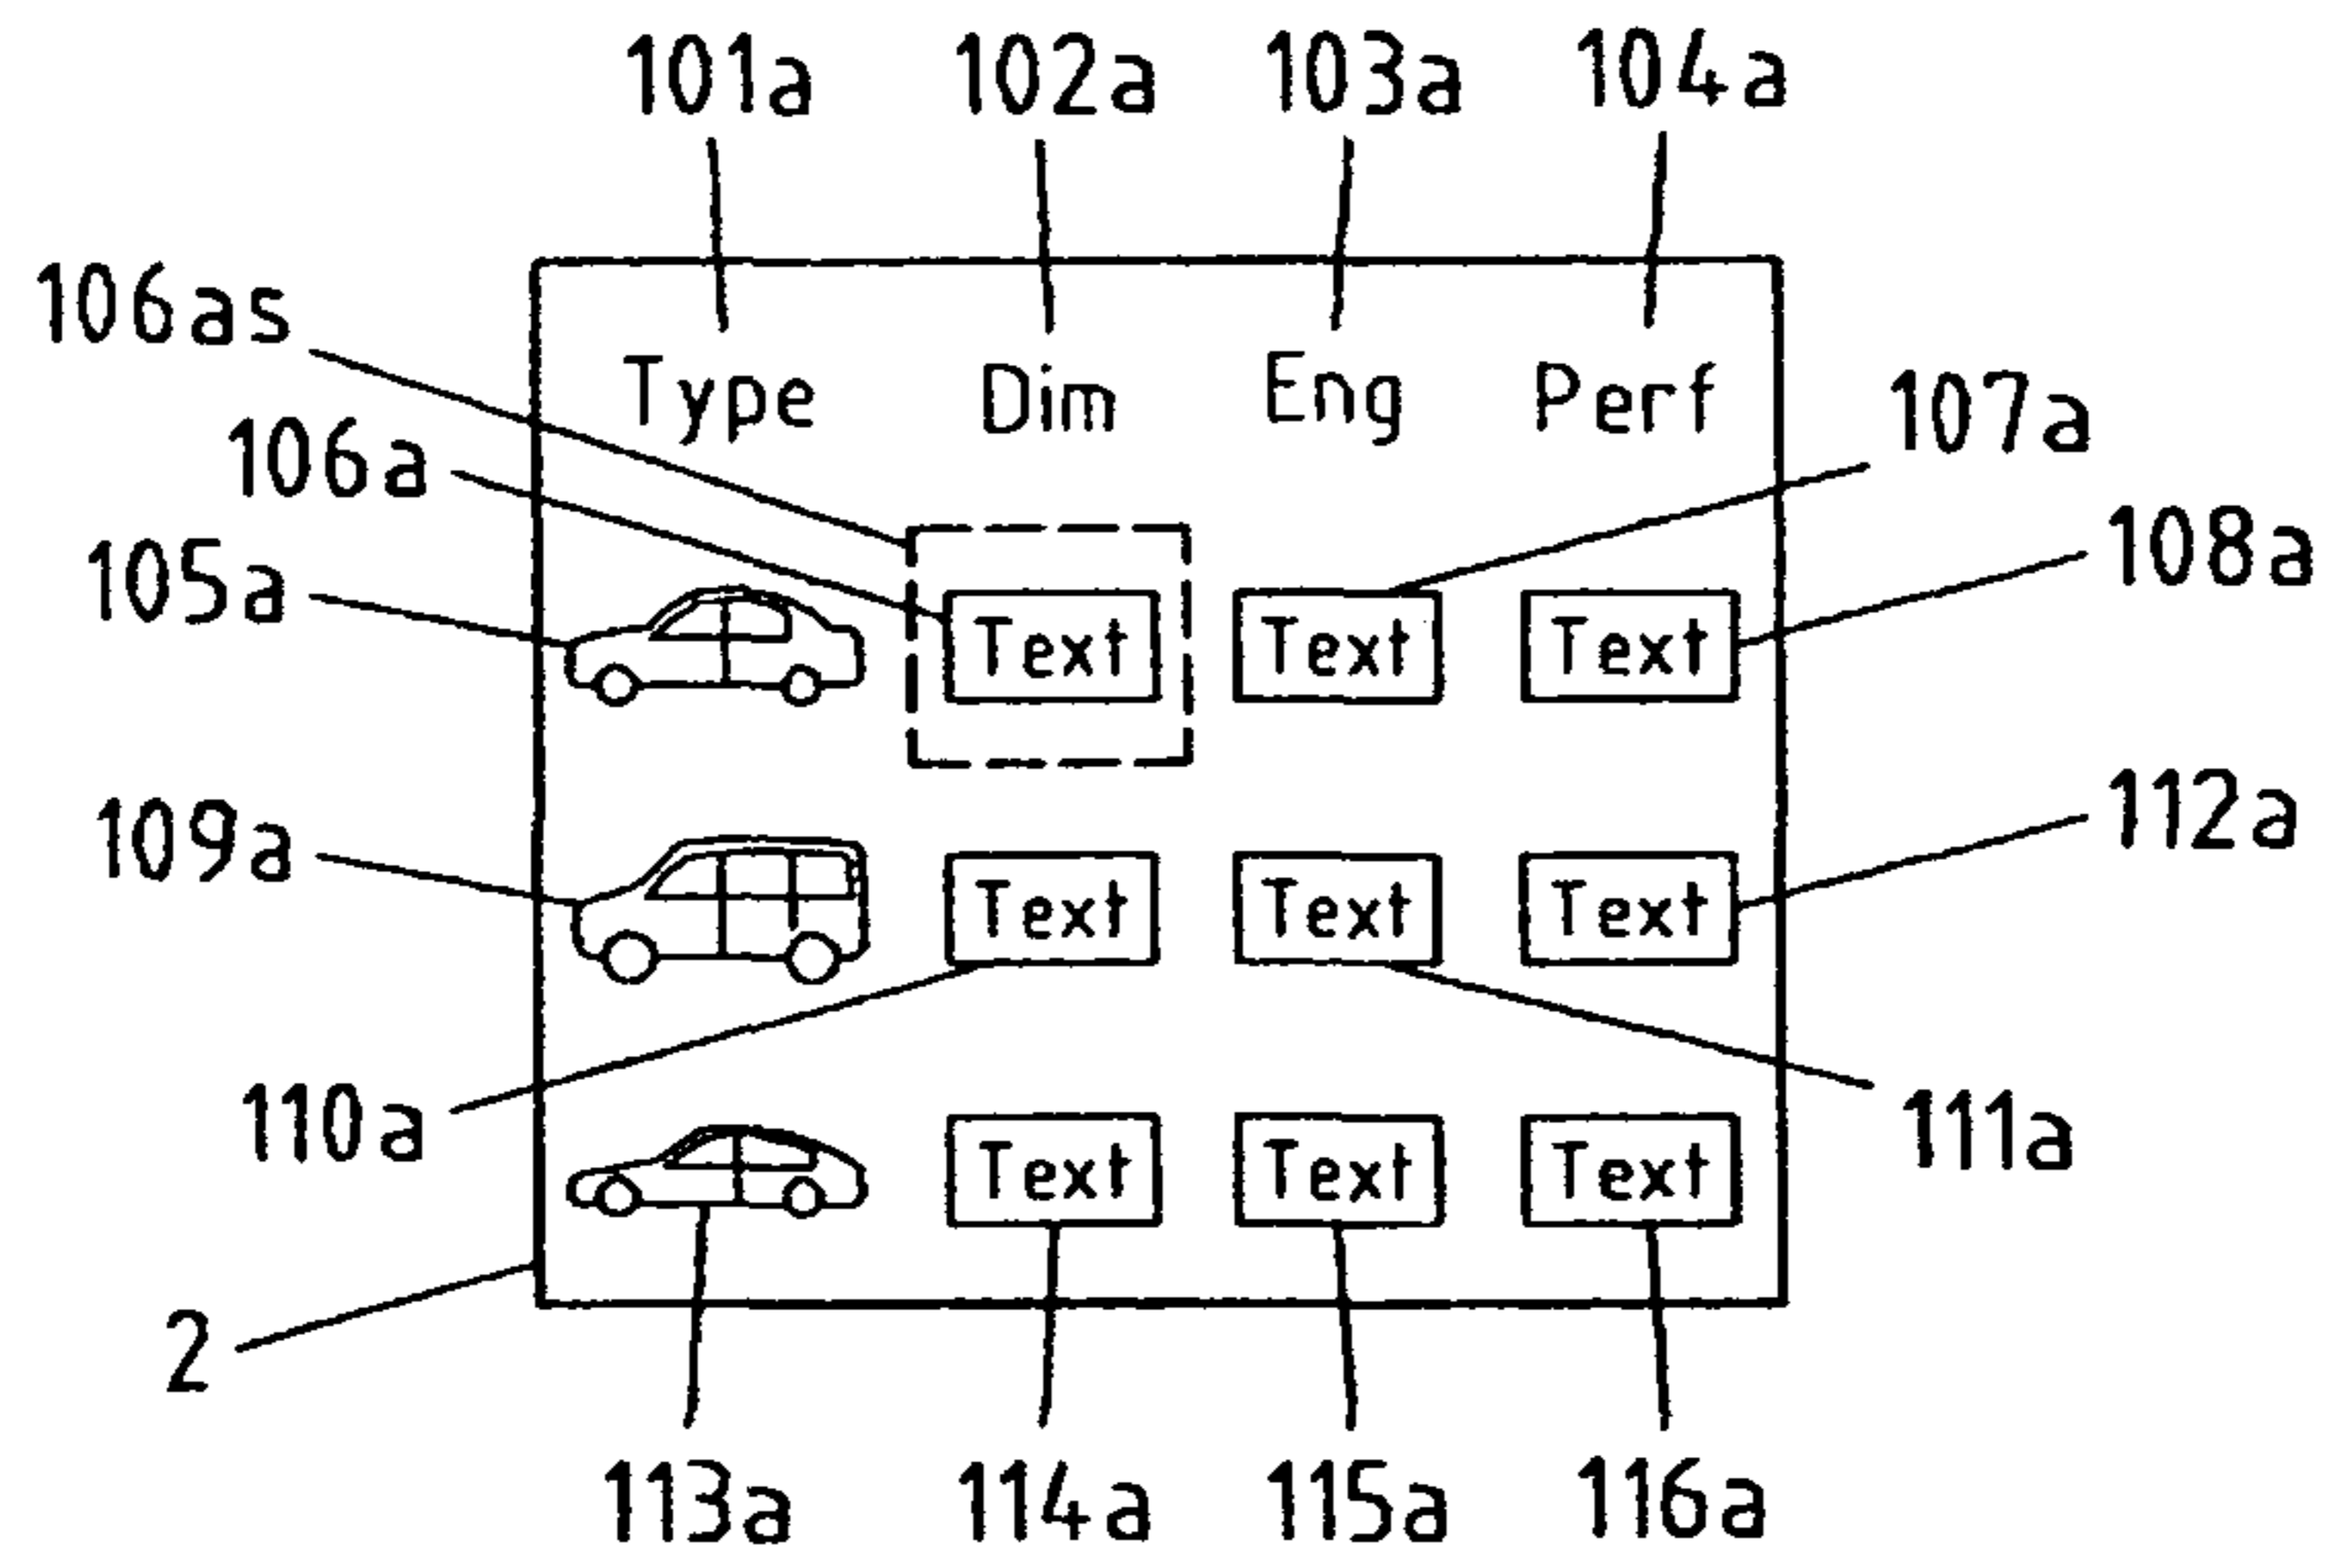 101a 102a 103a 104a
106as
Type Dim Eng Perf
107a
106a
108a
105a
Text Text Text
112a
109a
Text Text Text
110a
111a
Text Text Text
2
113a 114a 115a 116a